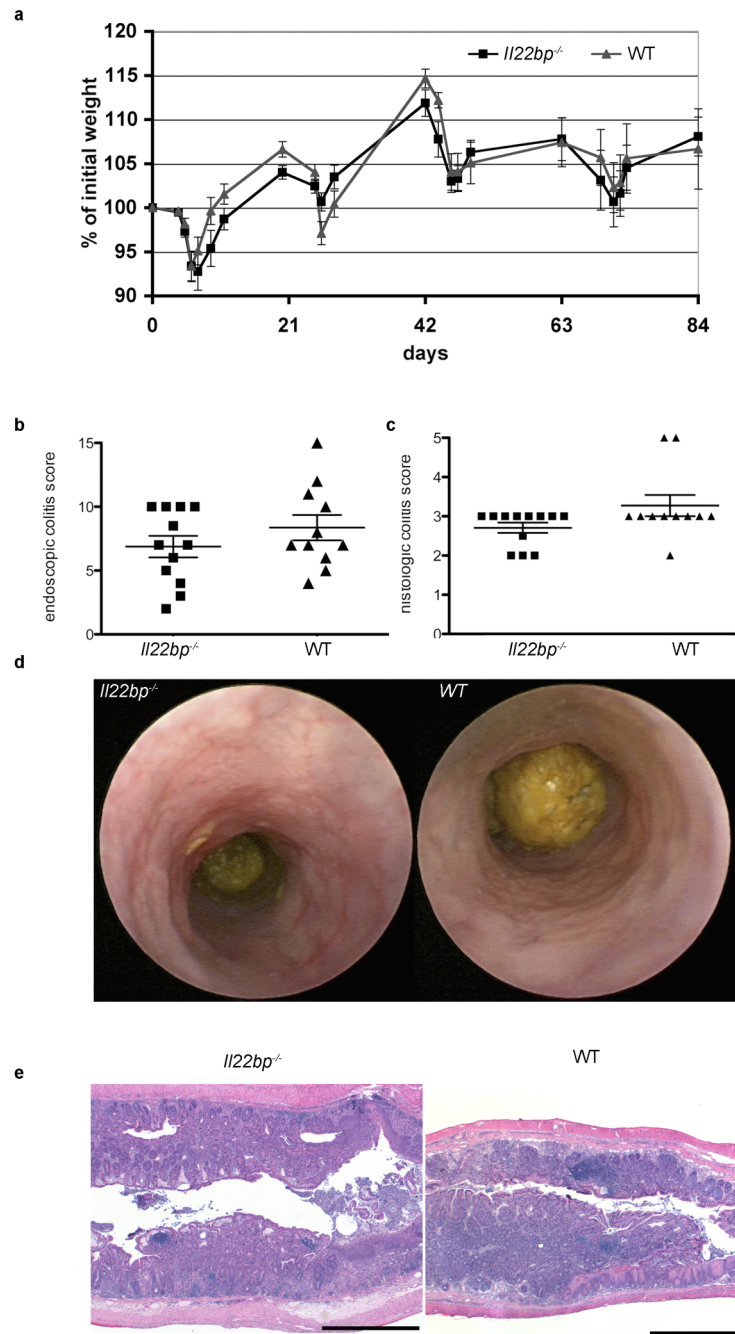 a
120
115
110
105
100
95
90
% of initial weight
Il22bp-/-
WT
0
21
42
63
84
days
b
15
10
5
0
endoscopic colitis score
Il22bp-/-
WT
c
5
4
3
2
1
0
histologic colitis score
Il22bp-/-
WT
d
Il22bp-/-
WT
Il22bp-/-
WT
e